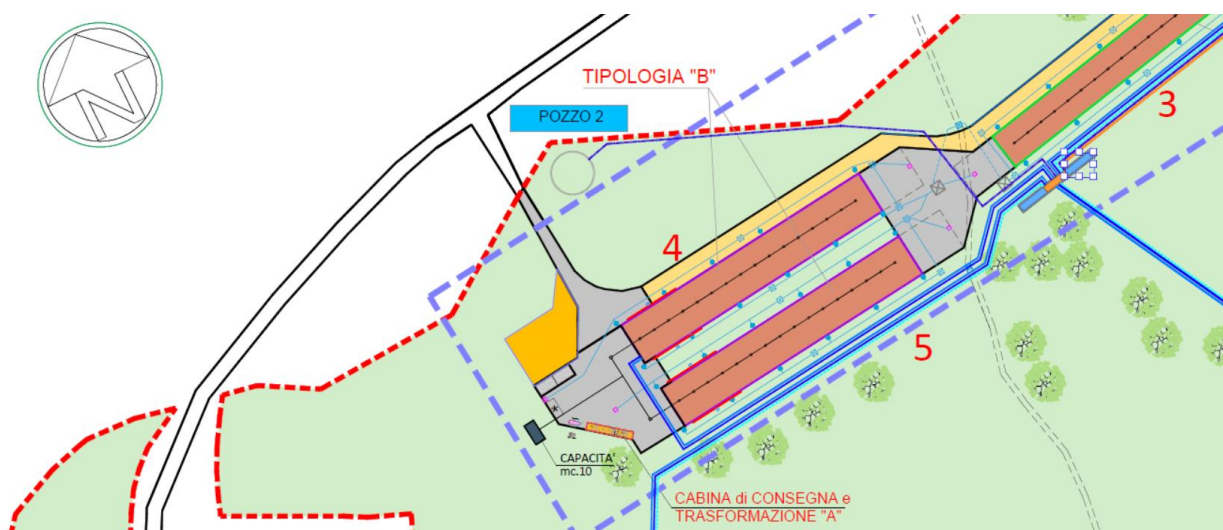 N
TIPOLOGIA "B"
POZZO 2
3
4
5
CAPACITA'
mc.10
CABINA di CONSEGNA e
TRASFORMAZIONE "A"